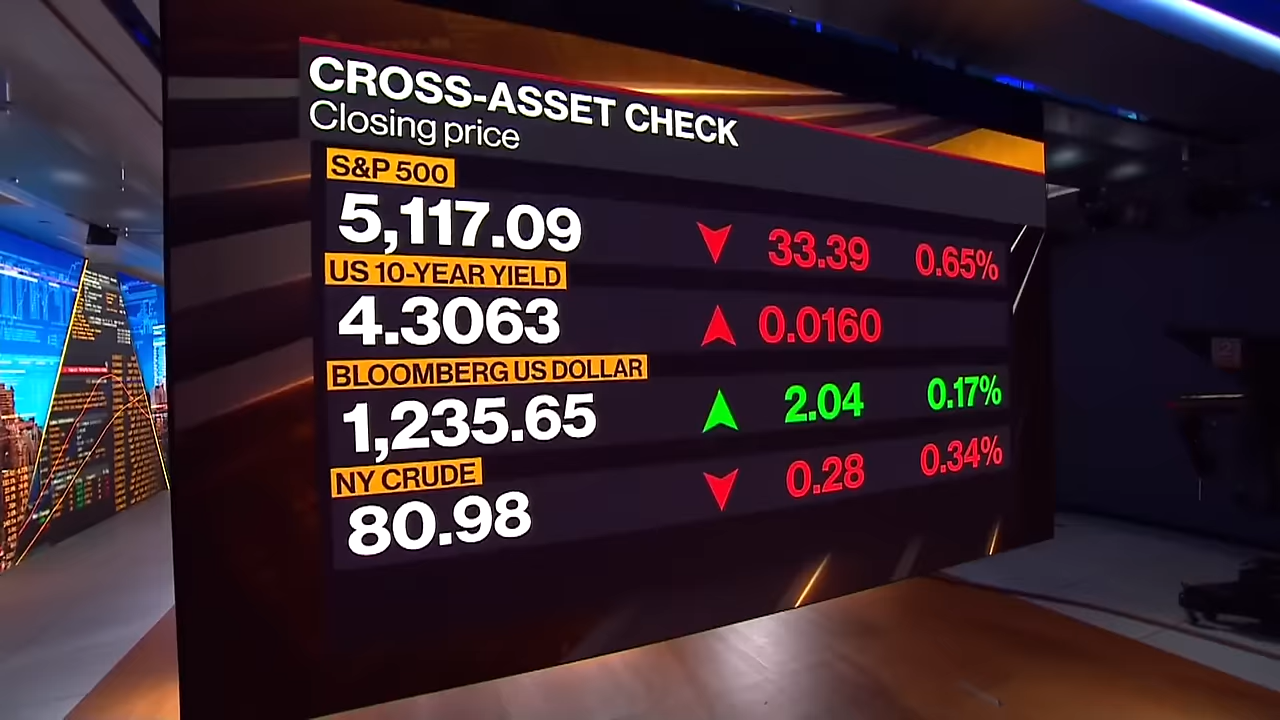 CROSS-ASSET CHECK
Closing price
S&P 500
5,117.09 33.39 0.65%
US 10-YEAR YIELD
4.3063 0.0160
BLOOMBERG US DOLLAR
1,235.65 2.04 0.17%
NY CRUDE
80.98 0.28 0.34%